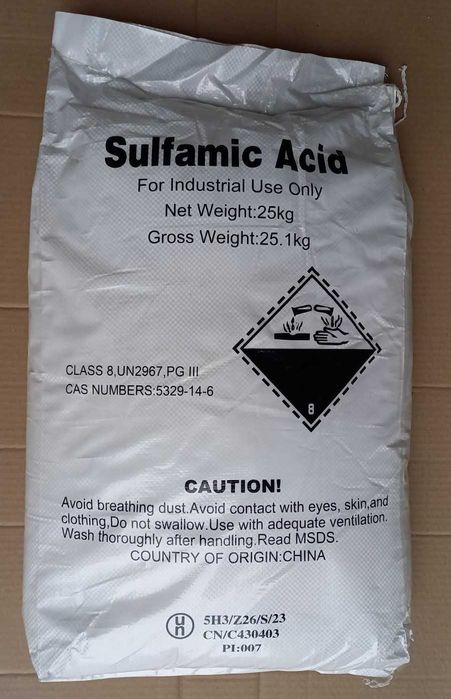 Sulfamic Acid
For Industrial Use Only
Net Weight:25kg
Gross Weight:25.1kg
CLASS 8,UN2967,PG III
CAS NUMBERS:5329-14-6
8
CAUTION!
Avoid breathing dust.Avoid contact with eyes, skin,and
clothing,Do not swallow.Use with adequate ventilation.
Wash thoroughly after handling.Read MSDS.
COUNTRY OF ORIGIN:CHINA
un
5H3/Z26/S/23
CN/C430403
PI:007